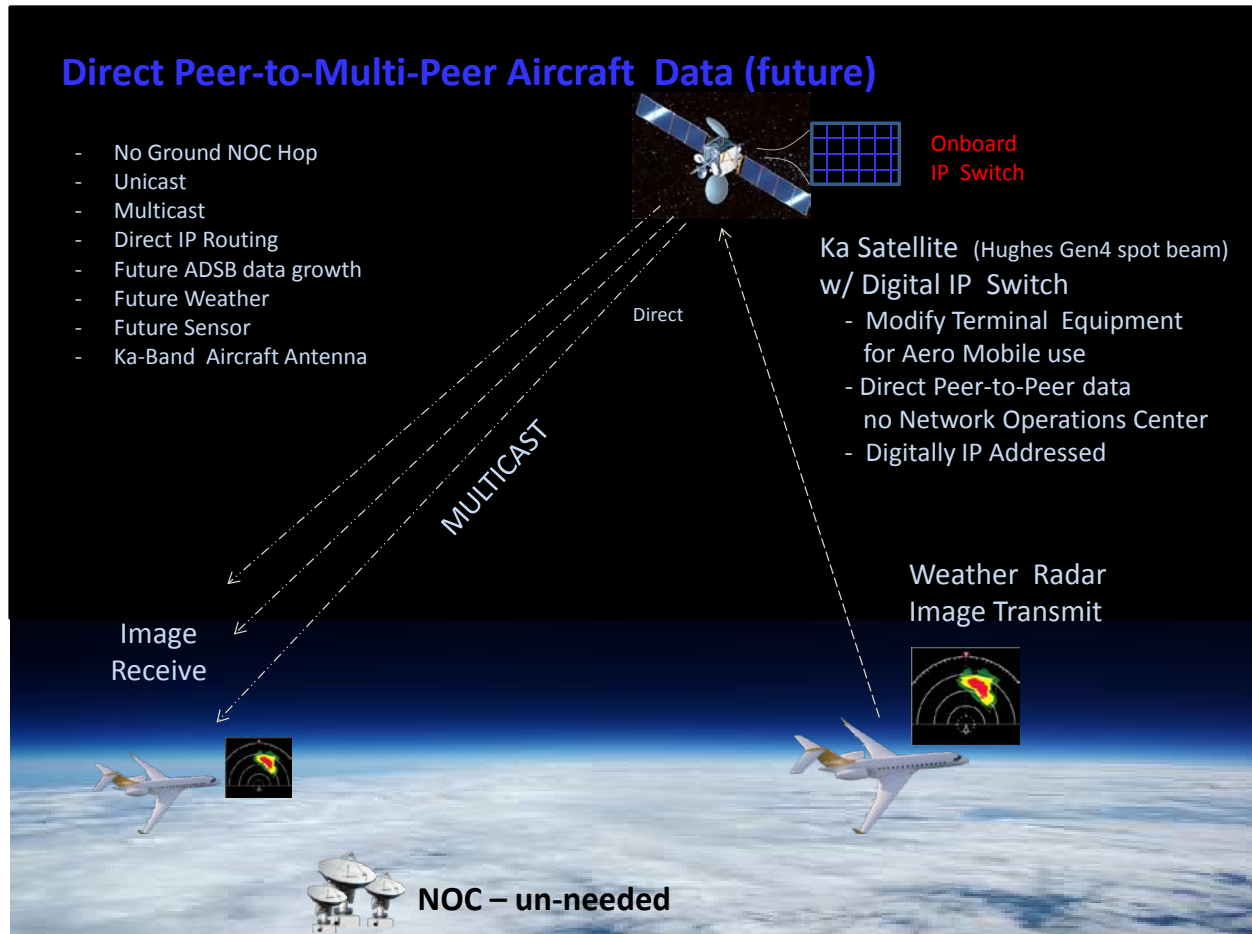 Direct Peer-to-Multi-Peer Aircraft Data (future)
- No Ground NOC Hop
- Unicast
- Multicast
- Direct IP Routing
- Future ADSB data growth
- Future Weather
- Future Sensor
- Ka-Band Aircraft Antenna
Onboard
IP Switch
Ka Satellite (Hughes Gen4 spot beam)
w/ Digital IP Switch
- Modify Terminal Equipment
for Aero Mobile use
- Direct Peer-to-Peer data
no Network Operations Center
- Digitally IP Addressed
Direct
MULTICAST
Weather Radar
Image Transmit
Image
Receive
NOC – un-needed